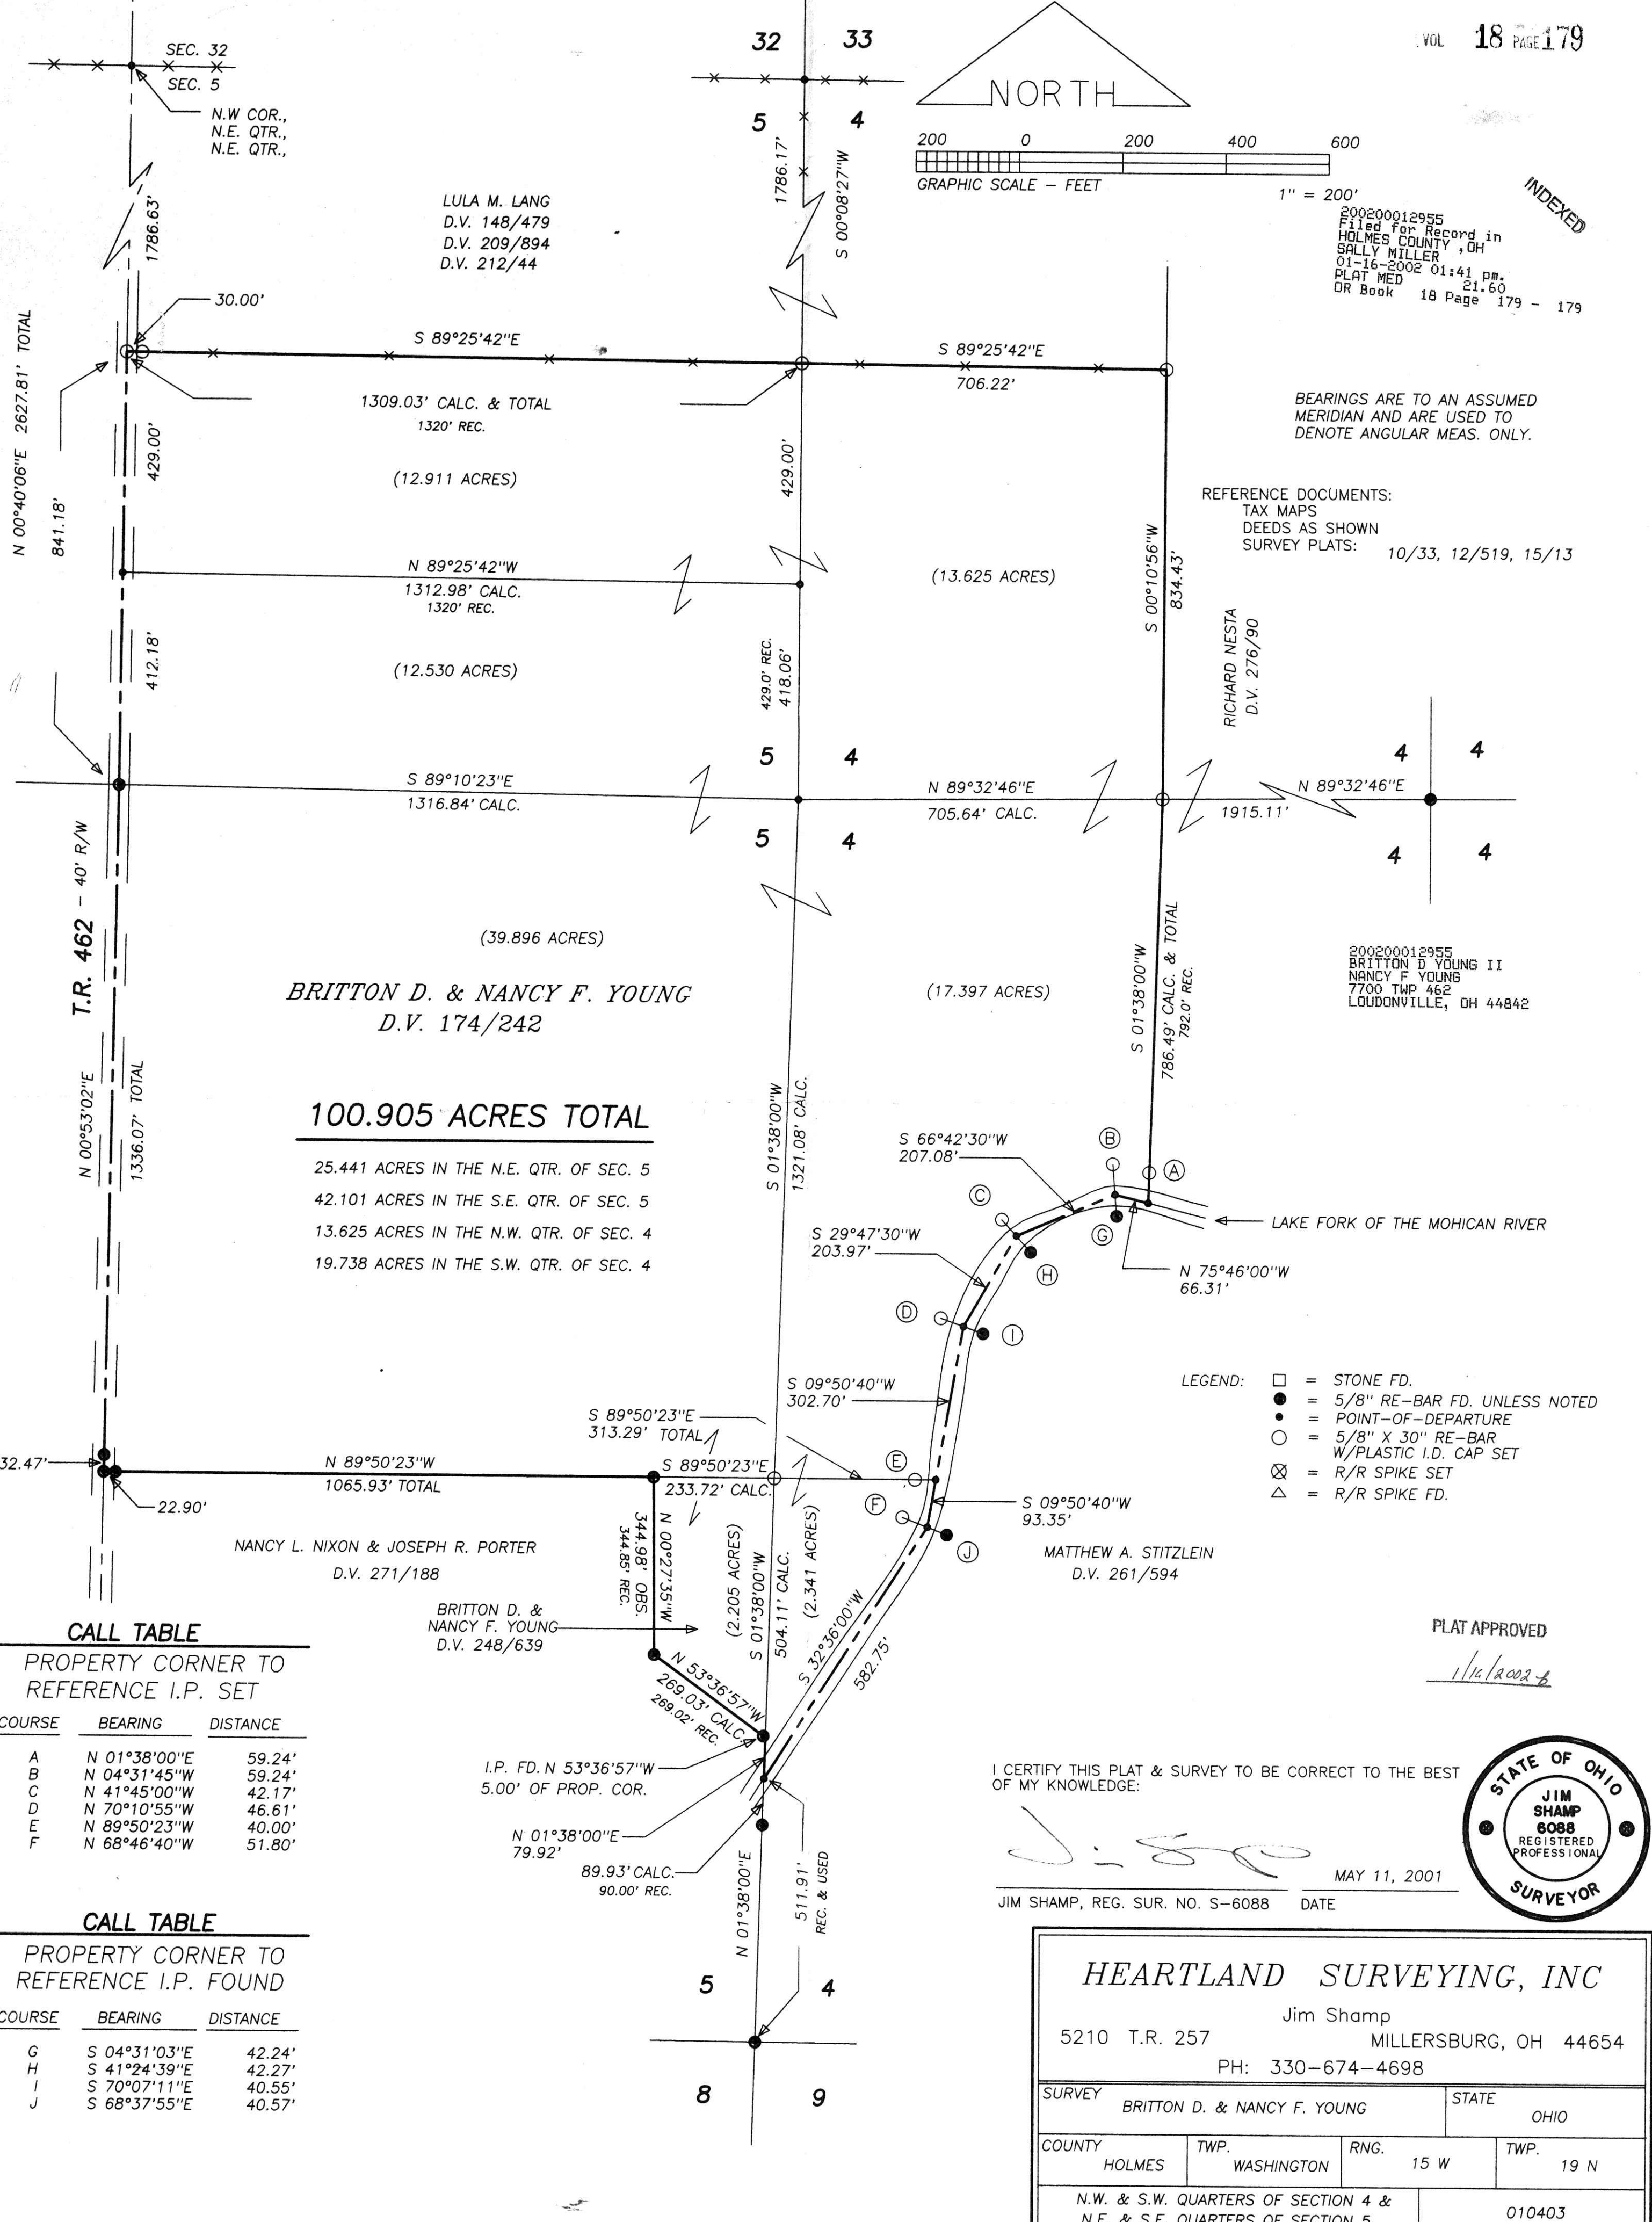 VOL 18 PAGE 179
SEC. 32
SEC. 5
N.W COR.,
N.E. QTR.,
N.E. QTR.,
32 33
5 4
NORTH
200 0 200 400 600
GRAPHIC SCALE - FEET
1" = 200'
INDEXED
200200012955
Filed for Record in
HOLMES COUNTY ,OH
SALLY MILLER
01-16-2002 01:41 pm.
PLAT MED 21.60
OR Book 18 Page 179 - 179
LULA M. LANG
D.V. 148/479
D.V. 209/894
D.V. 212/44
1786.63'
1786.17'
S 00°08'27"W
30.00'
N 00°40'06"E 2627.81' TOTAL
841.18'
S 89°25'42"E
1309.03' CALC. & TOTAL
1320' REC.
S 89°25'42"E
706.22'
BEARINGS ARE TO AN ASSUMED
MERIDIAN AND ARE USED TO
DENOTE ANGULAR MEAS. ONLY.
429.00'
(12.911 ACRES)
429.00'
REFERENCE DOCUMENTS:
TAX MAPS
DEEDS AS SHOWN
SURVEY PLATS: 10/33, 12/519, 15/13
N 89°25'42"W
1312.98' CALC.
1320' REC.
(13.625 ACRES)
S 00°10'56"W
834.43'
RICHARD NESTA
D.V. 276/90
412.18'
(12.530 ACRES)
429.0' REC.
418.06'
5 4
4 4
S 89°10'23"E
1316.84' CALC.
N 89°32'46"E
705.64' CALC.
N 89°32'46"E
1915.11'
5 4
4 4
T.R. 462 - 40' R/W
(39.896 ACRES)
BRITTON D. & NANCY F. YOUNG
D.V. 174/242
(17.397 ACRES)
S 01°38'00"W
786.49' CALC. & TOTAL
792.0' REC.
200200012955
BRITTON D YOUNG II
NANCY F YOUNG
7700 TWP 462
LOUDONVILLE, OH 44842
N 00°53'02"E
1336.07' TOTAL
100.905 ACRES TOTAL
25.441 ACRES IN THE N.E. QTR. OF SEC. 5
42.101 ACRES IN THE S.E. QTR. OF SEC. 5
13.625 ACRES IN THE N.W. QTR. OF SEC. 4
19.738 ACRES IN THE S.W. QTR. OF SEC. 4
S 01°38'00"W
1321.08' CALC.
S 66°42'30"W
207.08'
B
A
C
G
LAKE FORK OF THE MOHICAN RIVER
S 29°47'30"W
203.97'
H
N 75°46'00"W
66.31'
D
I
S 09°50'40"W
302.70'
LEGEND:
= STONE FD.
= 5/8" RE-BAR FD. UNLESS NOTED
= POINT-OF-DEPARTURE
= 5/8" X 30" RE-BAR
W/PLASTIC I.D. CAP SET
= R/R SPIKE SET
= R/R SPIKE FD.
S 89°50'23"E
313.29' TOTAL
32.47'
22.90'
N 89°50'23"W
1065.93' TOTAL
S 89°50'23"E
233.72' CALC.
E
F
S 09°50'40"W
93.35'
J
NANCY L. NIXON & JOSEPH R. PORTER
D.V. 271/188
N 00°27'35"W
344.98' OBS.
344.85' REC.
(2.205 ACRES)
S 01°38'00"W
504.11' CALC.
(2.341 ACRES)
MATTHEW A. STITZLEIN
D.V. 261/594
BRITTON D. &
NANCY F. YOUNG
D.V. 248/639
S 32°36'00"W
582.75'
N 53°36'57"W
269.03' CALC.
269.02' REC.
PLAT APPROVED
I.P. FD. N 53°36'57"W
5.00' OF PROP. COR.
N 01°38'00"E
79.92'
89.93' CALC.
90.00' REC.
N 01°38'00"E
511.91'
REC. & USED
5 4
8 9
CALL TABLE
PROPERTY CORNER TO
REFERENCE I.P. SET
COURSE BEARING DISTANCE
A N 01°38'00"E 59.24'
B N 04°31'45"W 59.24'
C N 41°45'00"W 42.17'
D N 70°10'55"W 46.61'
E N 89°50'23"W 40.00'
F N 68°46'40"W 51.80'
CALL TABLE
PROPERTY CORNER TO
REFERENCE I.P. FOUND
COURSE BEARING DISTANCE
G S 04°31'03"E 42.24'
H S 41°24'39"E 42.27'
I S 70°07'11"E 40.55'
J S 68°37'55"E 40.57'
I CERTIFY THIS PLAT & SURVEY TO BE CORRECT TO THE BEST
OF MY KNOWLEDGE:
MAY 11, 2001
JIM SHAMP, REG. SUR. NO. S-6088 DATE
STATE OF OHIO
JIM
SHAMP
6088
REGISTERED
PROFESSIONAL
SURVEYOR
HEARTLAND SURVEYING, INC
Jim Shamp
5210 T.R. 257 MILLERSBURG, OH 44654
PH: 330-674-4698
SURVEY BRITTON D. & NANCY F. YOUNG
STATE OHIO
COUNTY HOLMES
TWP. WASHINGTON
RNG. 15 W
TWP. 19 N
N.W. & S.W. QUARTERS OF SECTION 4 &
N.E. & S.E. QUARTERS OF SECTION 5
010403